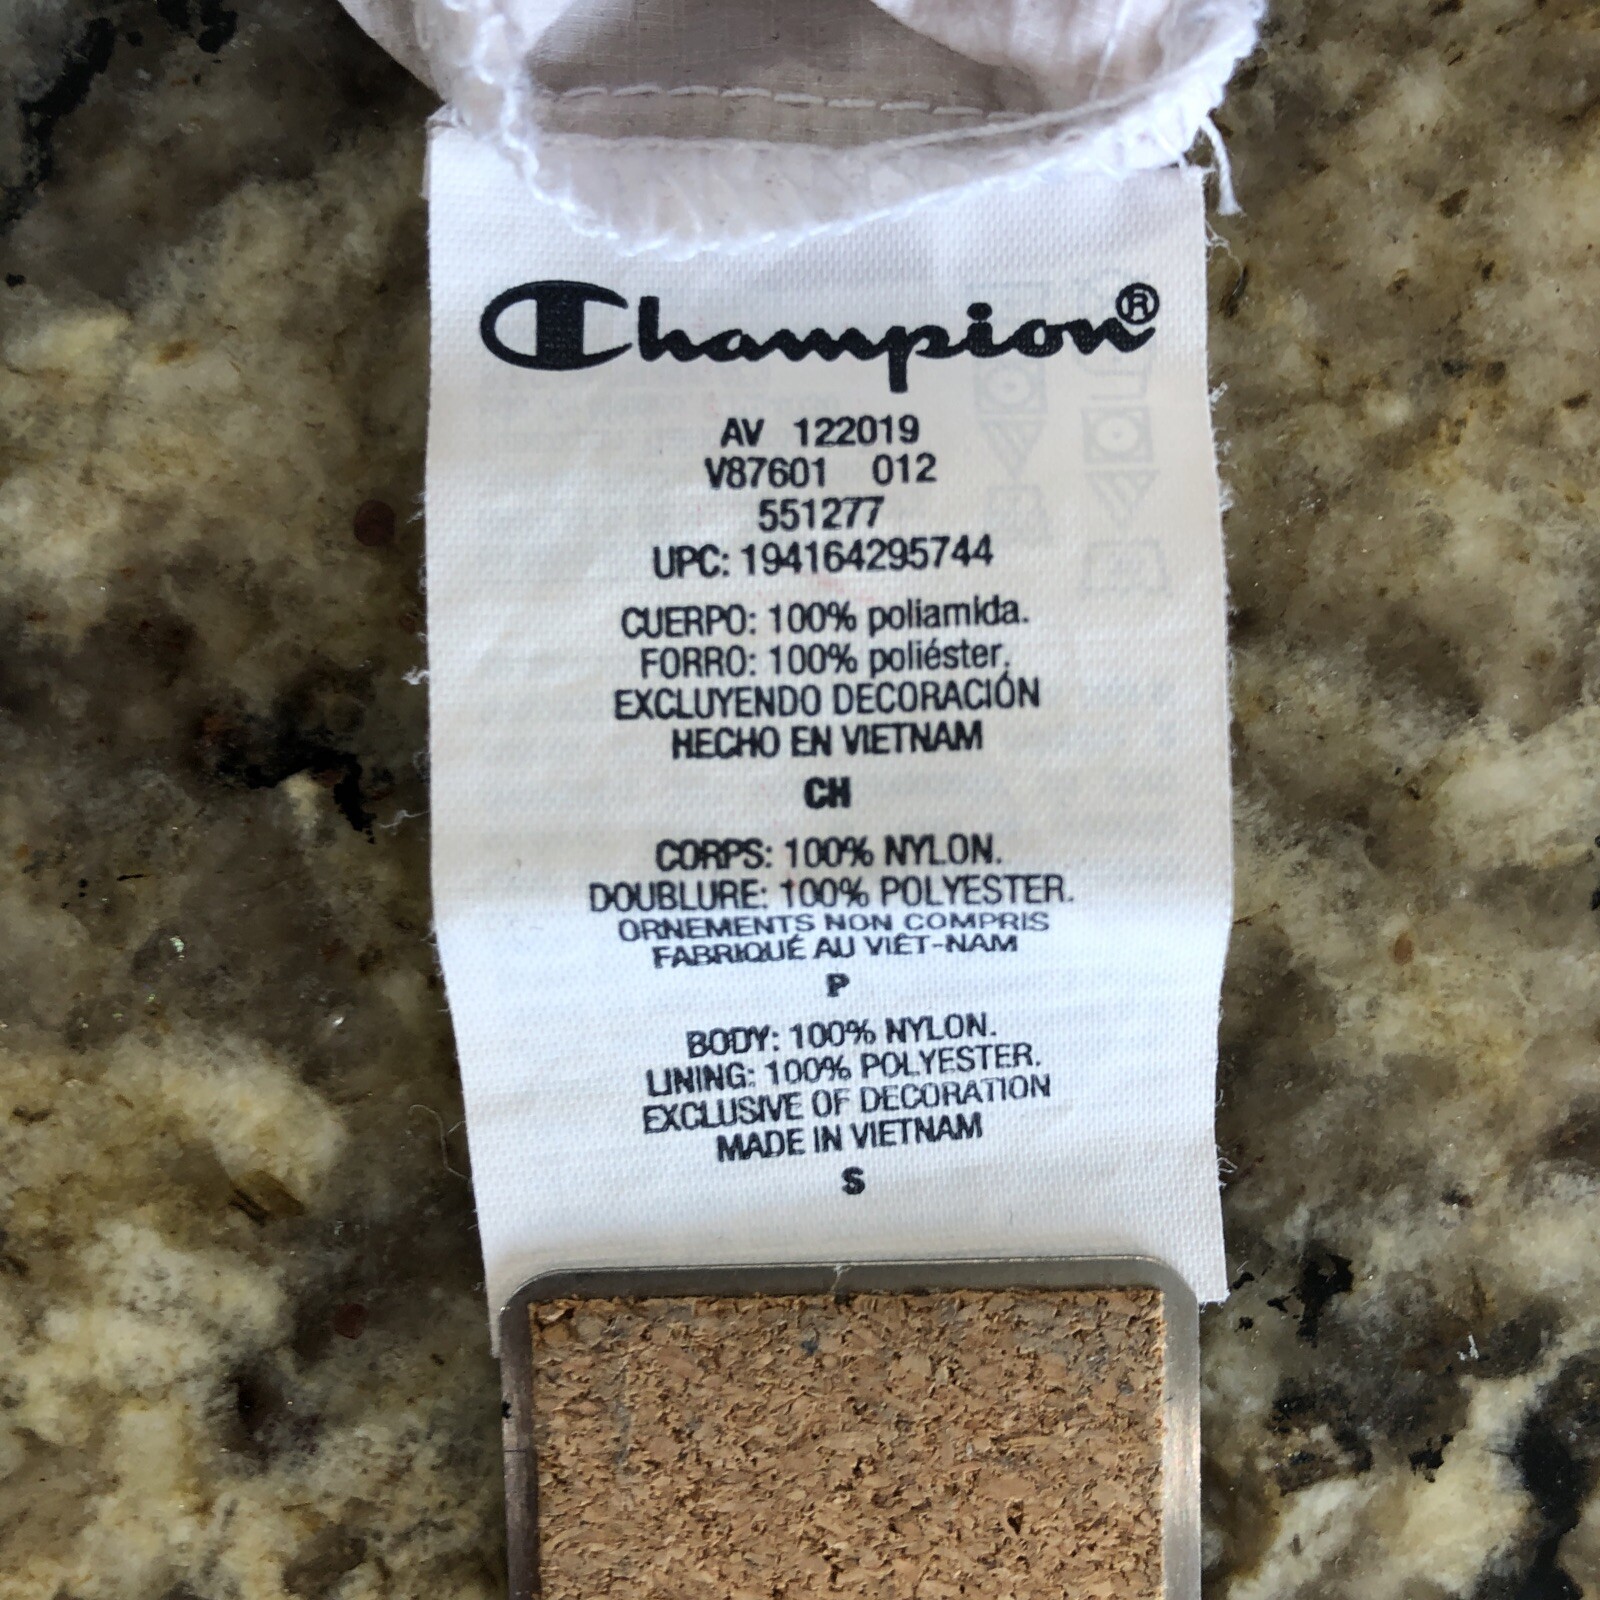 Champion®
AV 122019
V87601 012
551277
UPC: 194164295744
CUERPO: 100% poliamida.
FORRO: 100% poliéster.
EXCLUYENDO DECORACIÓN
HECHO EN VIETNAM
CH
CORPS: 100% NYLON.
DOUBLURE: 100% POLYESTER.
ORNEMENTS NON COMPRIS
FABRIQUÉ AU VIÊT-NAM
P
BODY: 100% NYLON.
LINING: 100% POLYESTER.
EXCLUSIVE OF DECORATION
MADE IN VIETNAM
S